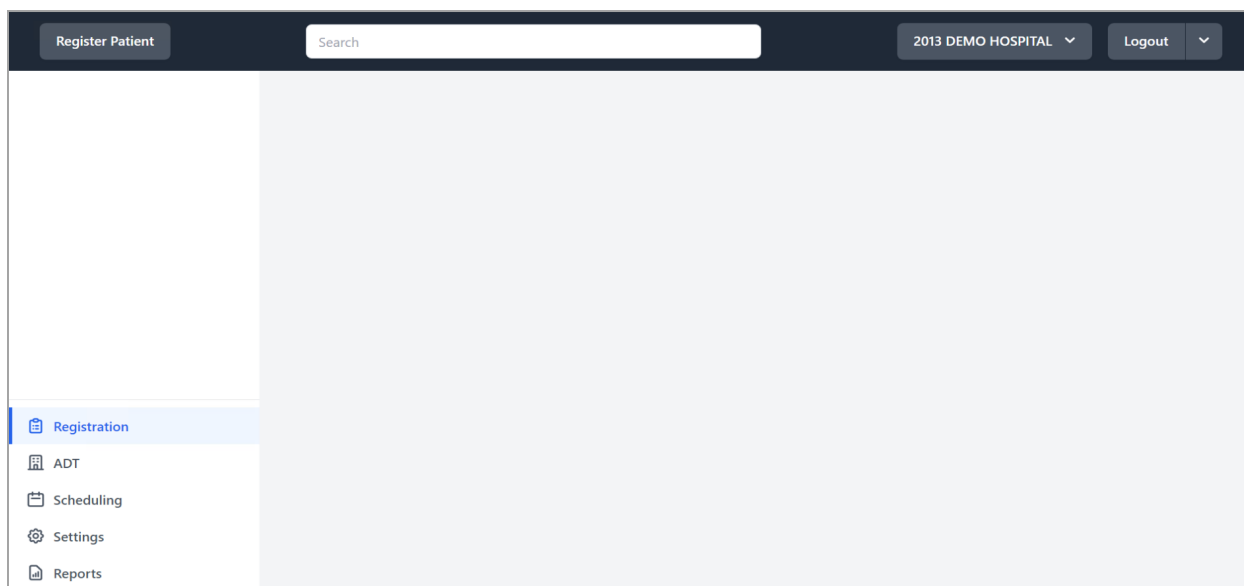 Register Patient
Search
2013 DEMO HOSPITAL
Logout
Registration
ADT
Scheduling
Settings
Reports